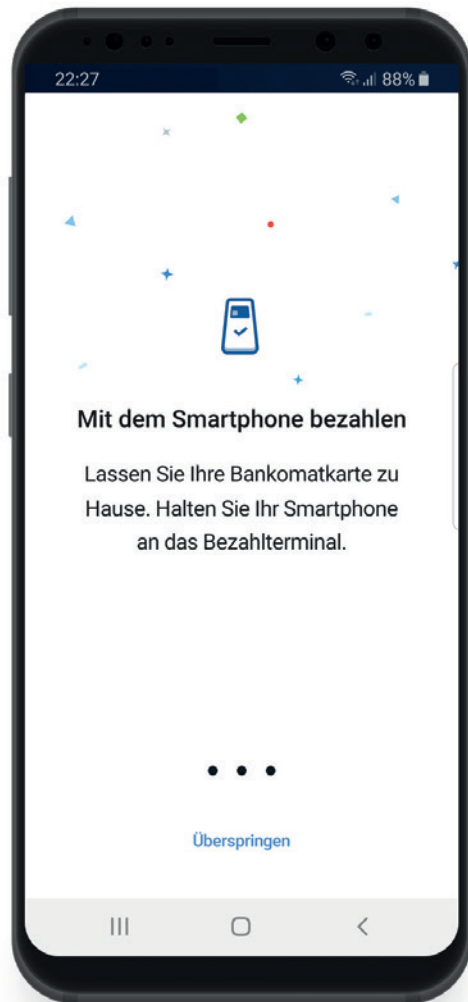 22:27 88%
Mit dem Smartphone bezahlen
Lassen Sie Ihre Bankomatkarte zu
Hause. Halten Sie Ihr Smartphone
an das Bezahlterminal.
Überspringen